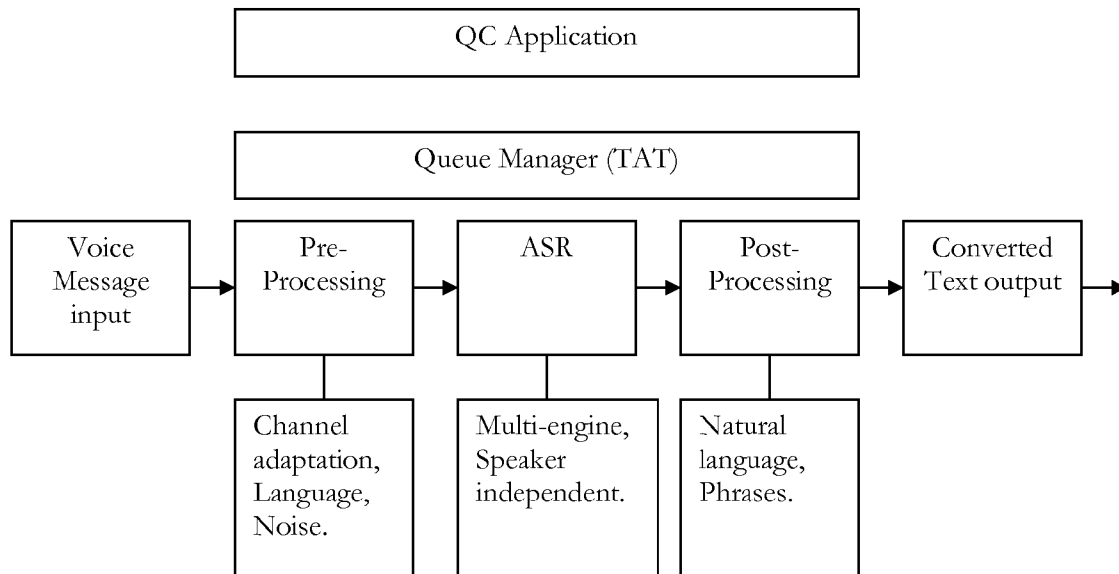 QC Application
Queue Manager (TAT)
Voice
Message
input
Pre-
Processing
ASR
Post-
Processing
Converted
Text output
Channel
adaptation,
Language,
Noise.
Multi-engine,
Speaker
independent.
Natural
language,
Phrases.